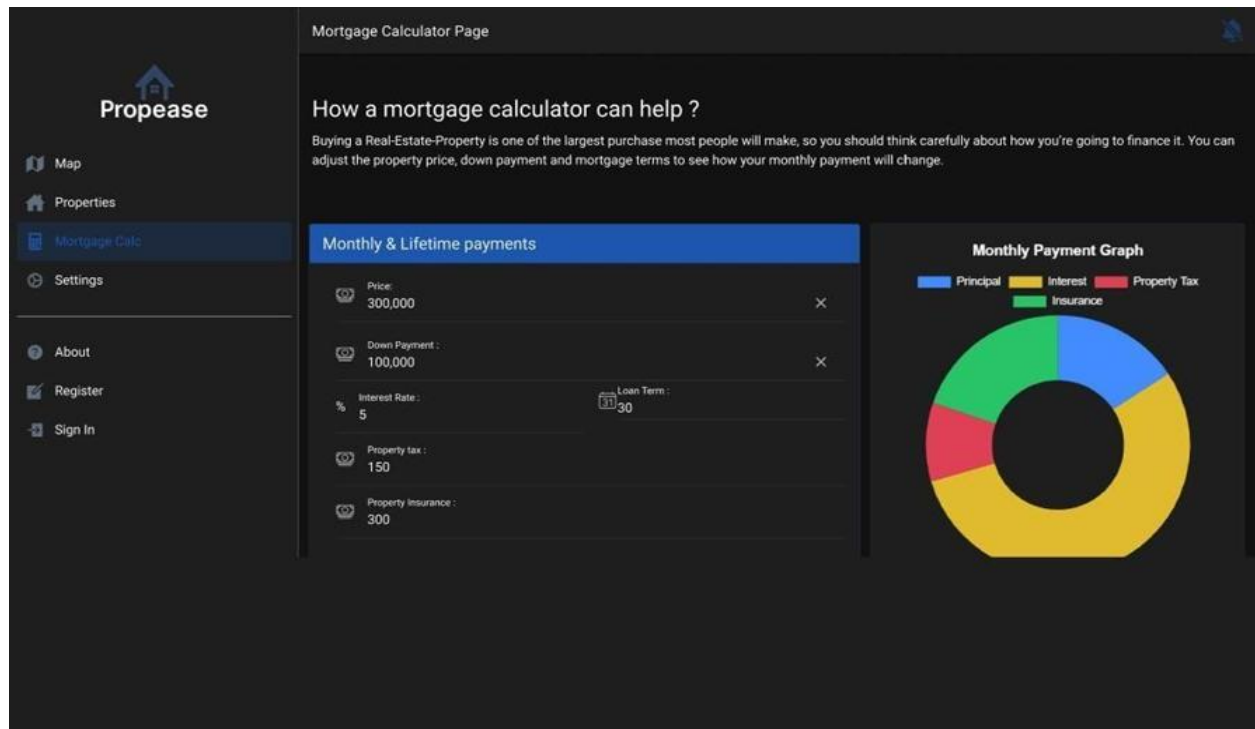 Propease
Map
Properties
Mortgage Calc
Settings
About
Register
Sign In
Mortgage Calculator Page
How a mortgage calculator can help ?
Buying a Real-Estate-Property is one of the largest purchase most people will make, so you should think carefully about how you're going to finance it. You can
adjust the property price, down payment and mortgage terms to see how your monthly payment will change.
Monthly & Lifetime payments
Price:
300,000
Down Payment :
100,000
% Interest Rate :
5
31 Loan Term :
30
Property tax :
150
Property Insurance :
300
Monthly Payment Graph
Principal Interest Property Tax
Insurance